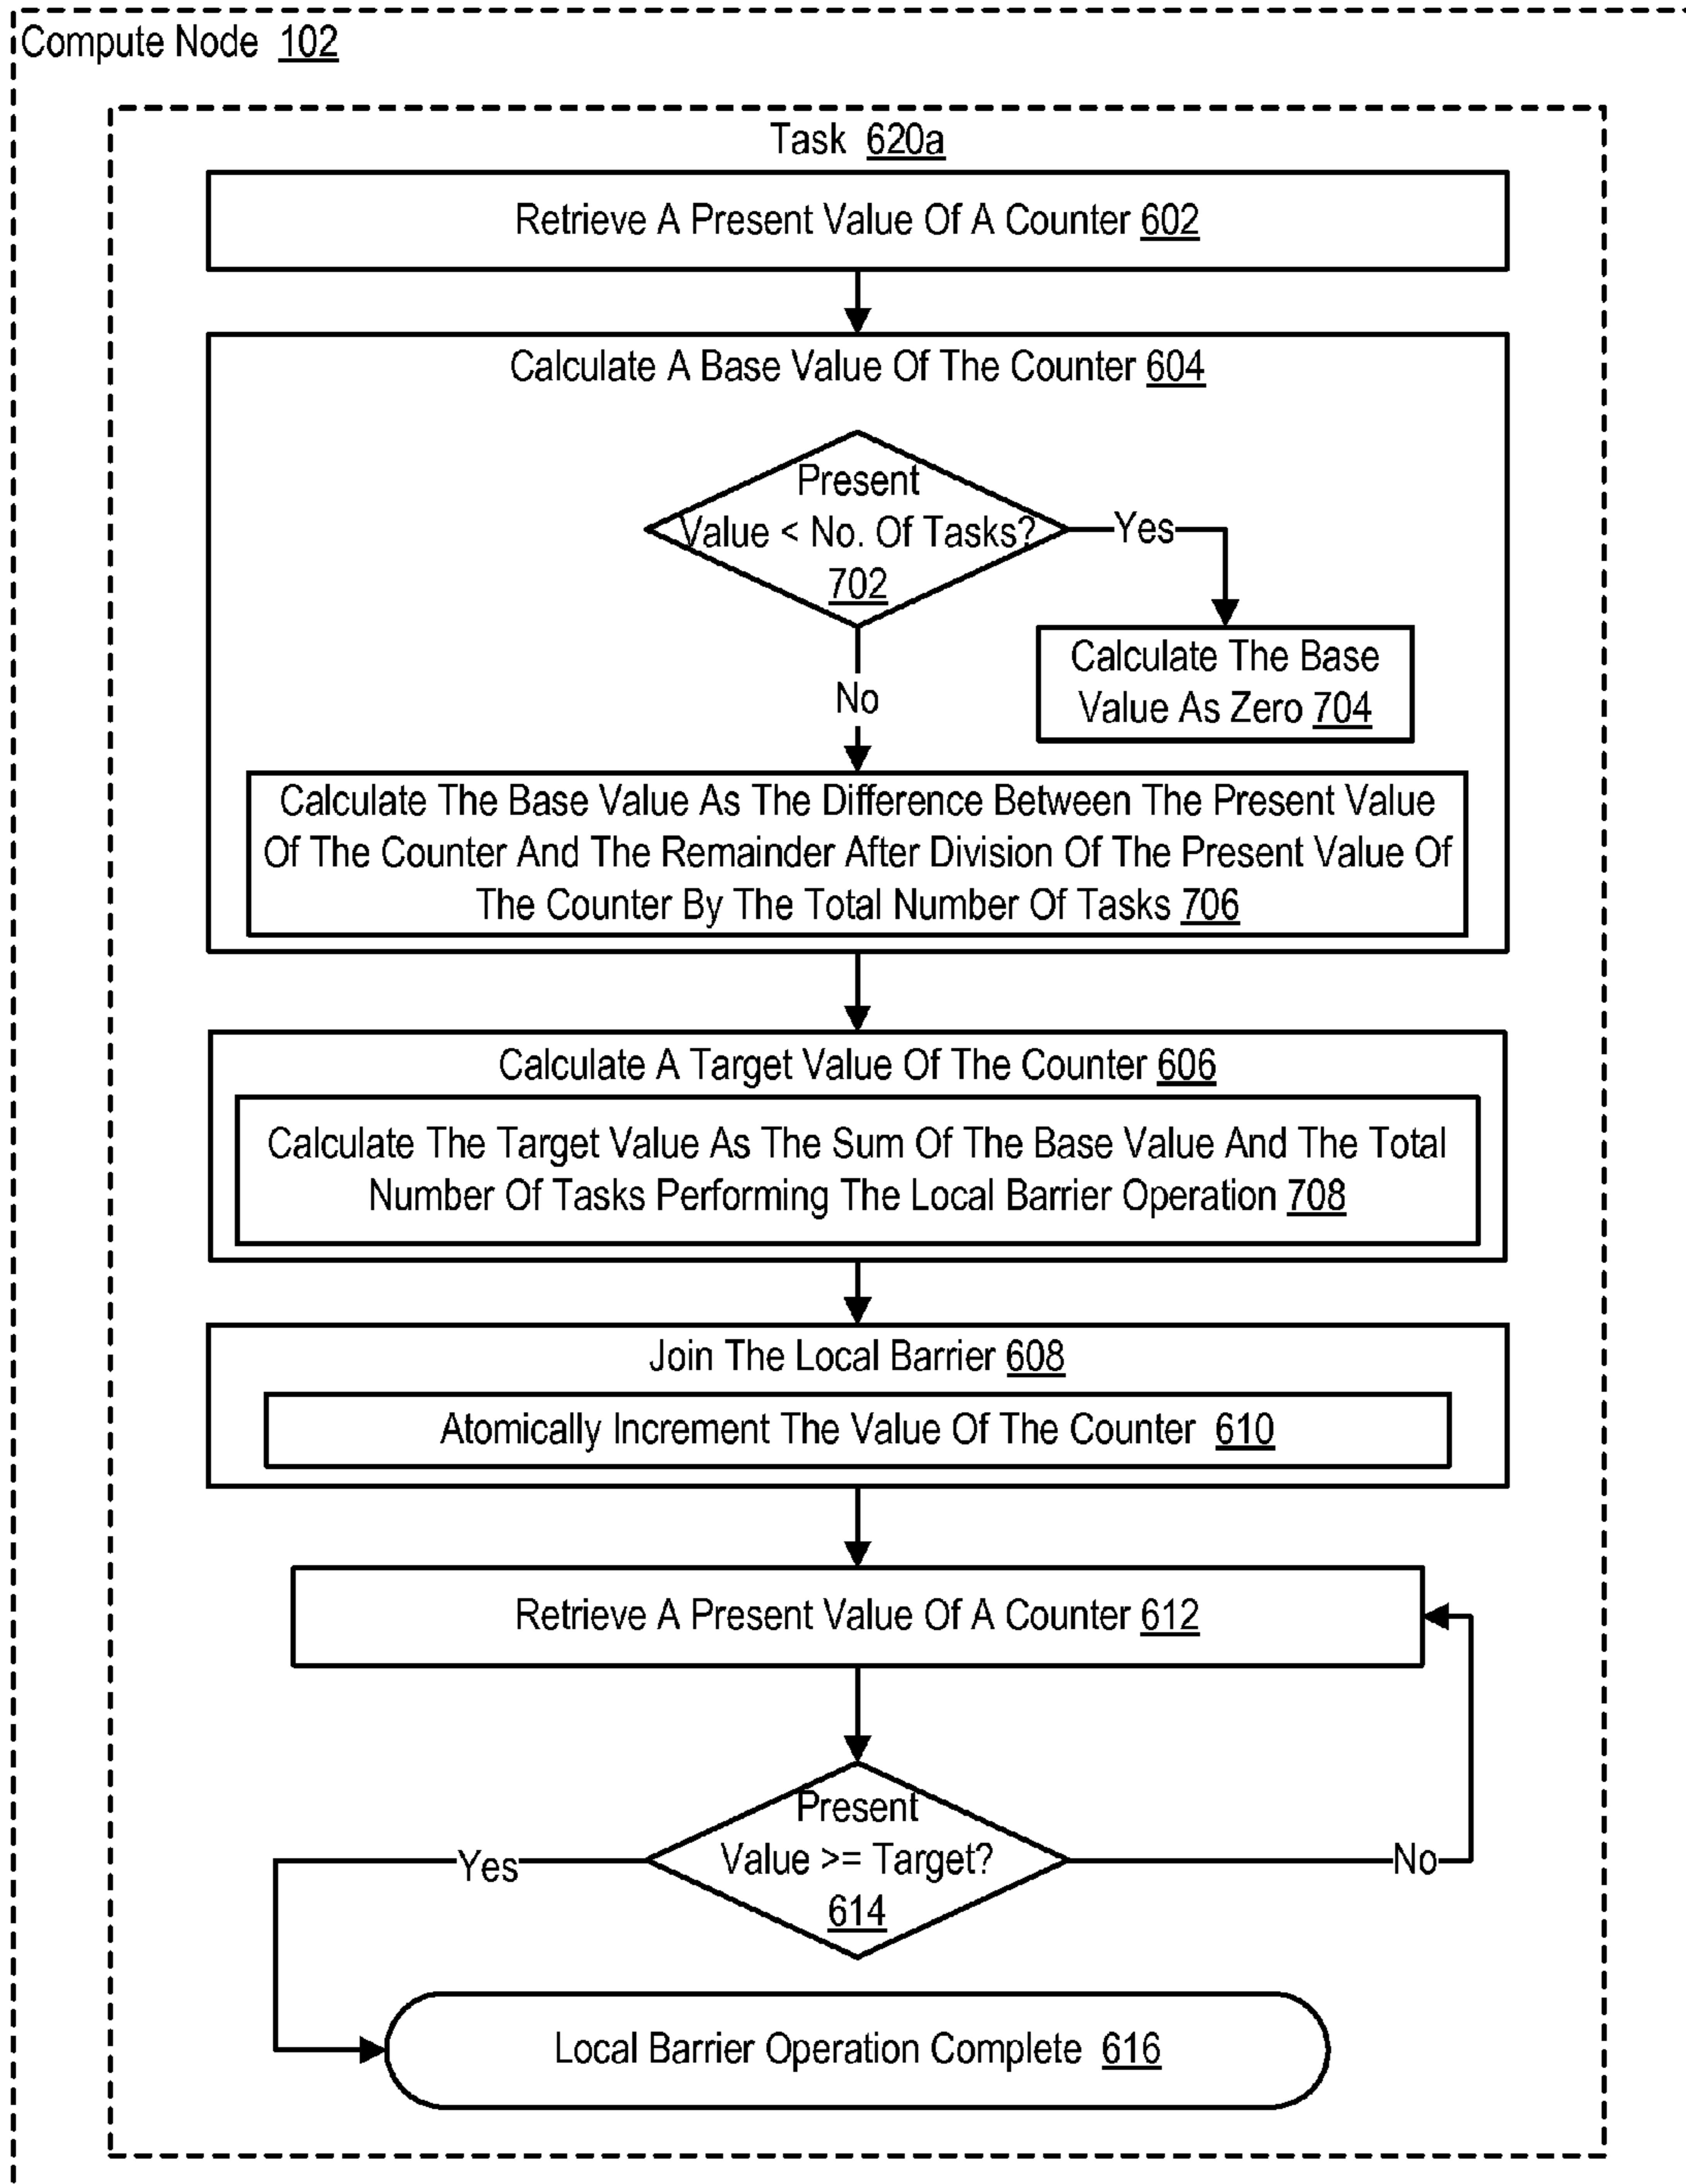 Compute Node 102
Task 620a
Retrieve A Present Value Of A Counter 602
Calculate A Base Value Of The Counter 604
Present
Value < No. Of Tasks?
702
Yes
Calculate The Base
Value As Zero 704
No
Calculate The Base Value As The Difference Between The Present Value
Of The Counter And The Remainder After Division Of The Present Value Of
The Counter By The Total Number Of Tasks 706
Calculate A Target Value Of The Counter 606
Calculate The Target Value As The Sum Of The Base Value And The Total
Number Of Tasks Performing The Local Barrier Operation 708
Join The Local Barrier 608
Atomically Increment The Value Of The Counter 610
Retrieve A Present Value Of A Counter 612
Present
Value >= Target?
614
Yes
No
Local Barrier Operation Complete 616